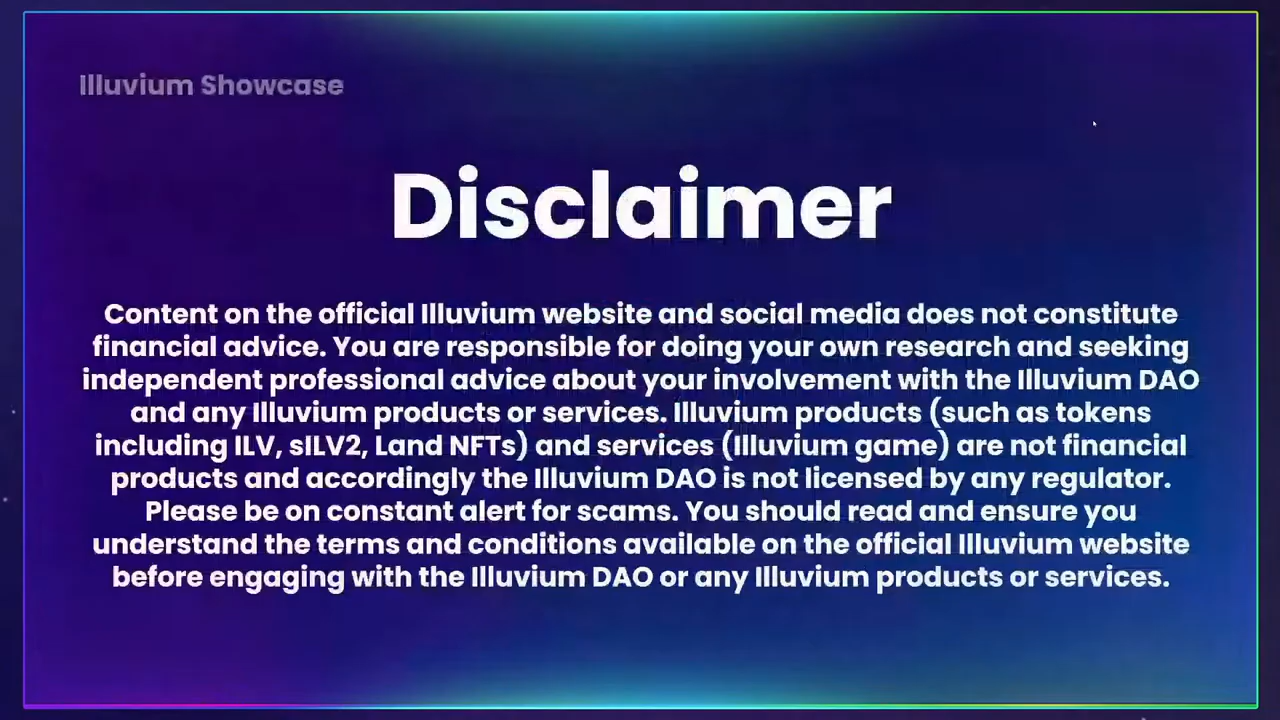 Illuvium Showcase
Disclaimer
Content on the official Illuvium website and social media does not constitute
financial advice. You are responsible for doing your own research and seeking
independent professional advice about your involvement with the Illuvium DAO
and any Illuvium products or services. Illuvium products (such as tokens
including ILV, sILV2, Land NFTs) and services (Illuvium game) are not financial
products and accordingly the Illuvium DAO is not licensed by any regulator.
Please be on constant alert for scams. You should read and ensure you
understand the terms and conditions available on the official Illuvium website
before engaging with the Illuvium DAO or any Illuvium products or services.